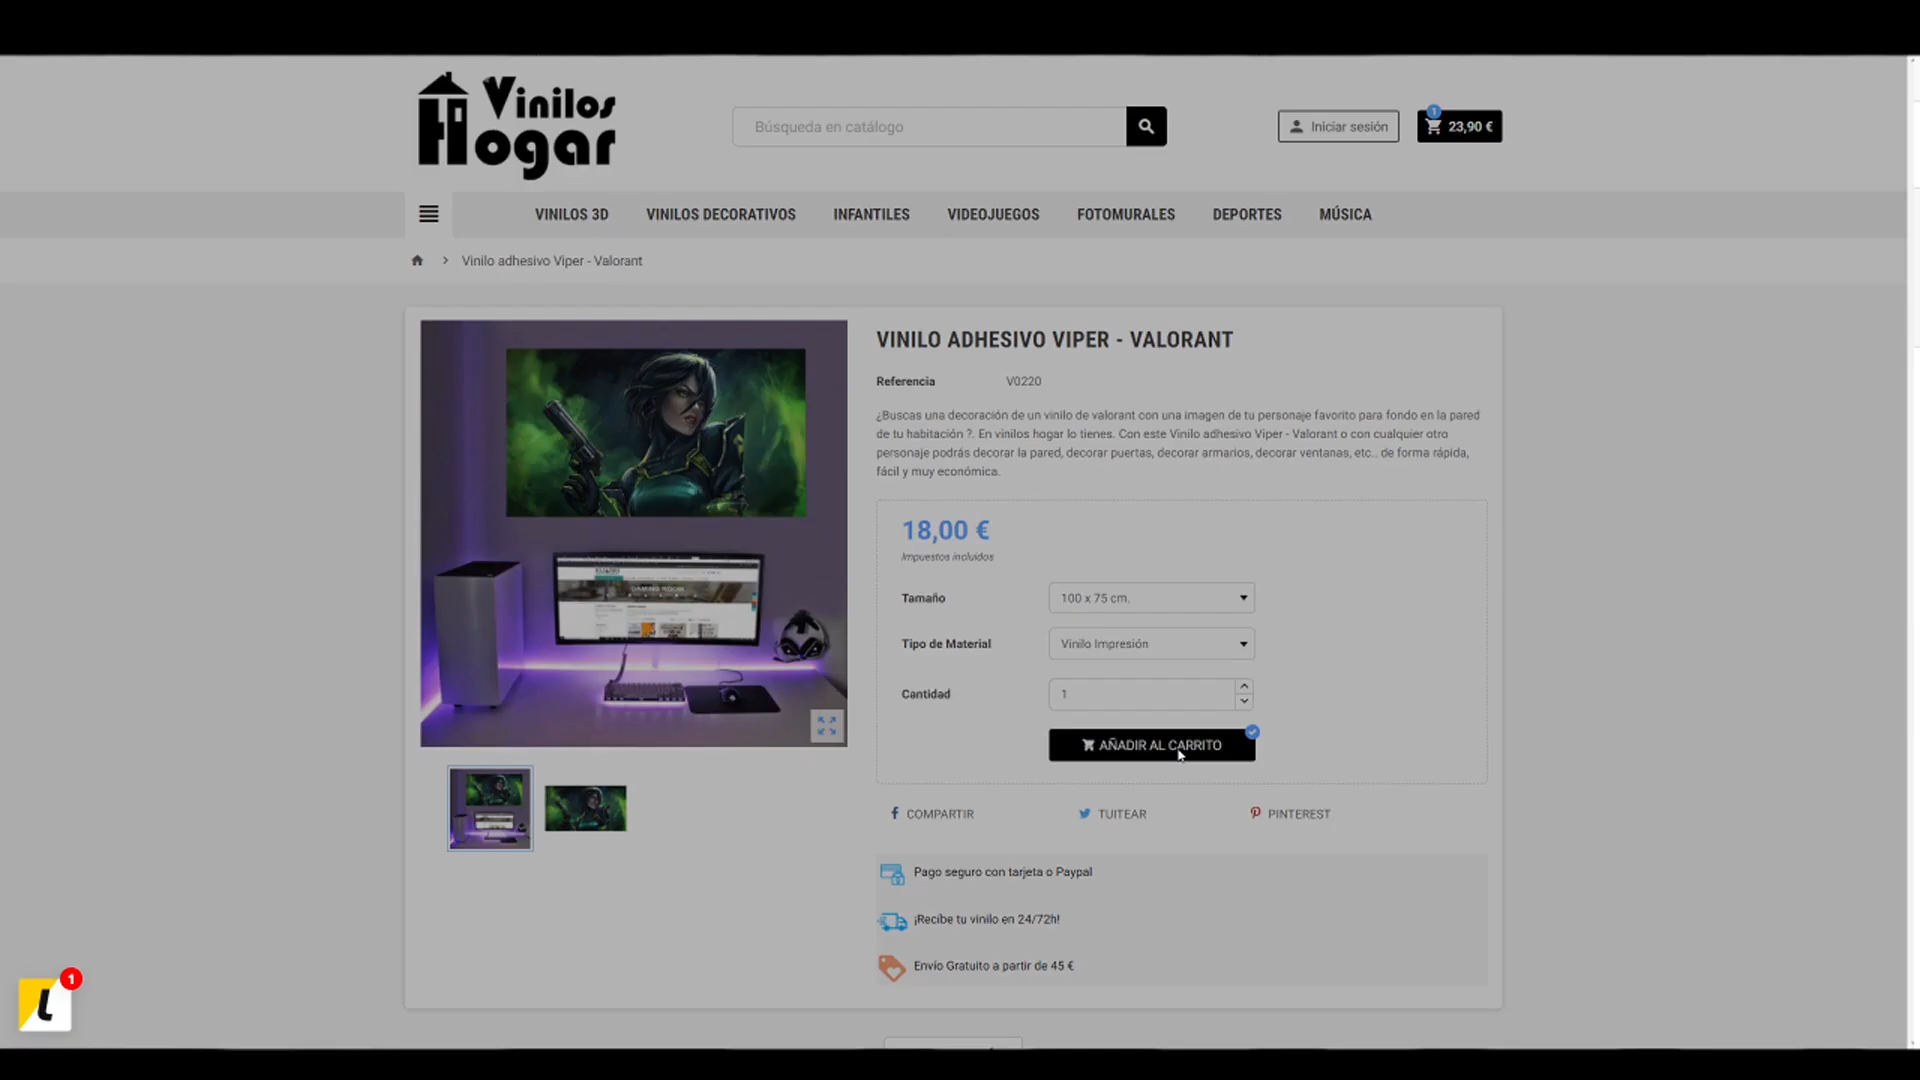 Vinilos
Hogar
Búsqueda en catálogo
Iniciar sesión
1
23,90 €
VINILOS 3D
VINILOS DECORATIVOS
INFANTILES
VIDEOJUEGOS
FOTOMURALES
DEPORTES
MÚSICA
Vinilo adhesivo Viper - Valorant
VINILO ADHESIVO VIPER - VALORANT
Referencia V0220
¿Buscas una decoración de un vinilo de valorant con una imagen de tu personaje favorito para fondo en la pared
de tu habitación ?. En vinilos hogar lo tienes. Con este Vinilo adhesivo Viper - Valorant o con cualquier otro
personaje podrás decorar la pared, decorar puertas, decorar armarios, decorar ventanas, etc.. de forma rápida,
fácil y muy económica.
18,00 €
Impuestos incluidos
Tamaño 100 x 75 cm.
Tipo de Material Vinilo Impresión
Cantidad 1
AÑADIR AL CARRITO
COMPARTIR
TUITEAR
PINTEREST
Pago seguro con tarjeta o Paypal
¡Recíbe tu vinilo en 24/72h!
Envío Gratuito a partir de 45 €
L
1